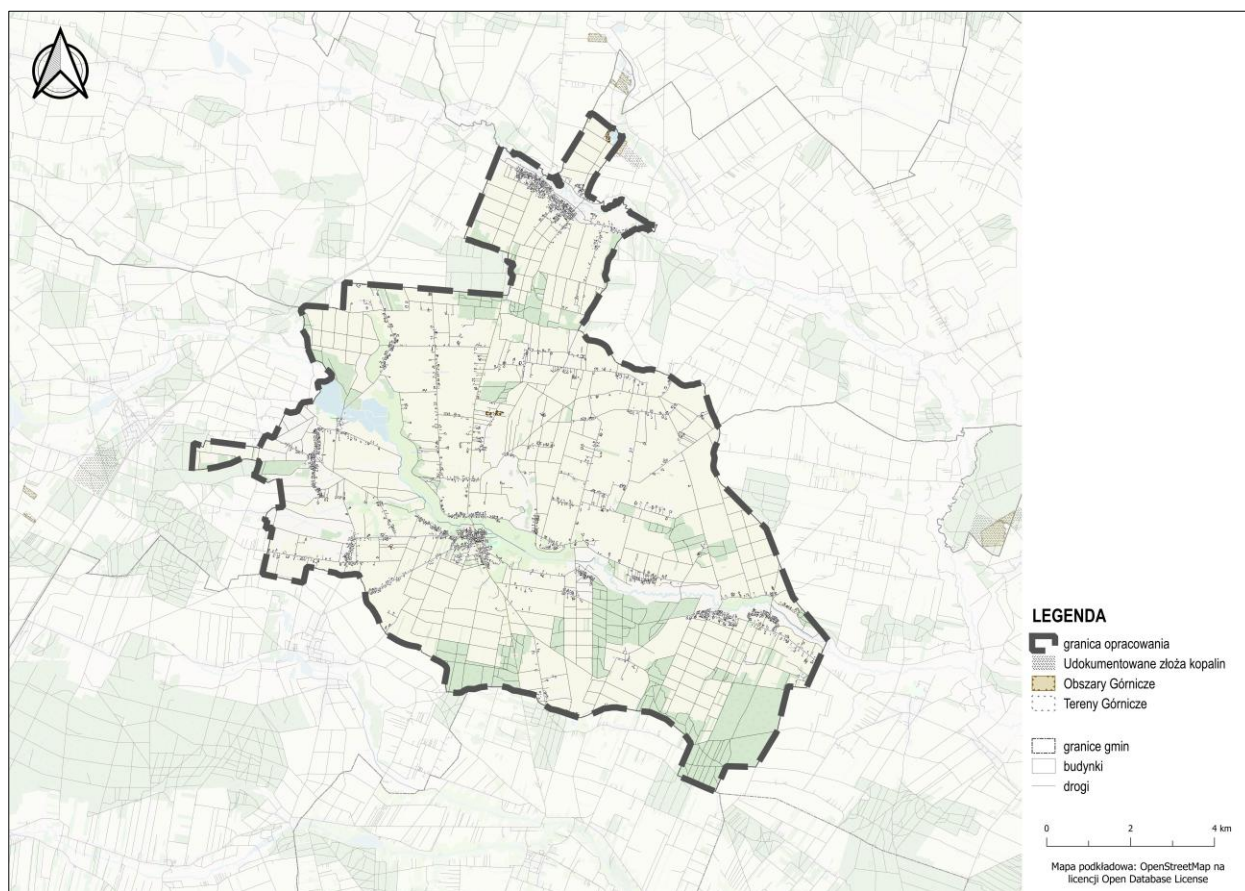 LEGENDA
granica opracowania
Udokumentowane złoża kopalin
Obszary Górnicze
Tereny Górnicze
granice gmin
budynki
drogi
0 2 4 km
Mapa podkładowa: OpenStreetMap na
licencji Open Database License